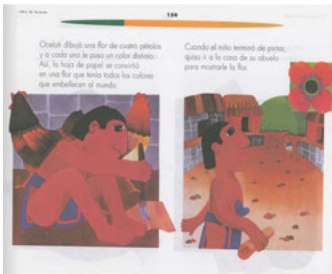 Ocelotl dibujó una flor de cuatro pétalos
y a cada uno le puso un color distinto.
Así, la hoja de papel se convirtió
en una flor que tenía todos los colores
que embellecen al mundo.
Cuando el niño terminó de pintar,
quiso ir a la casa de su abuelo
para mostrarle la flor.